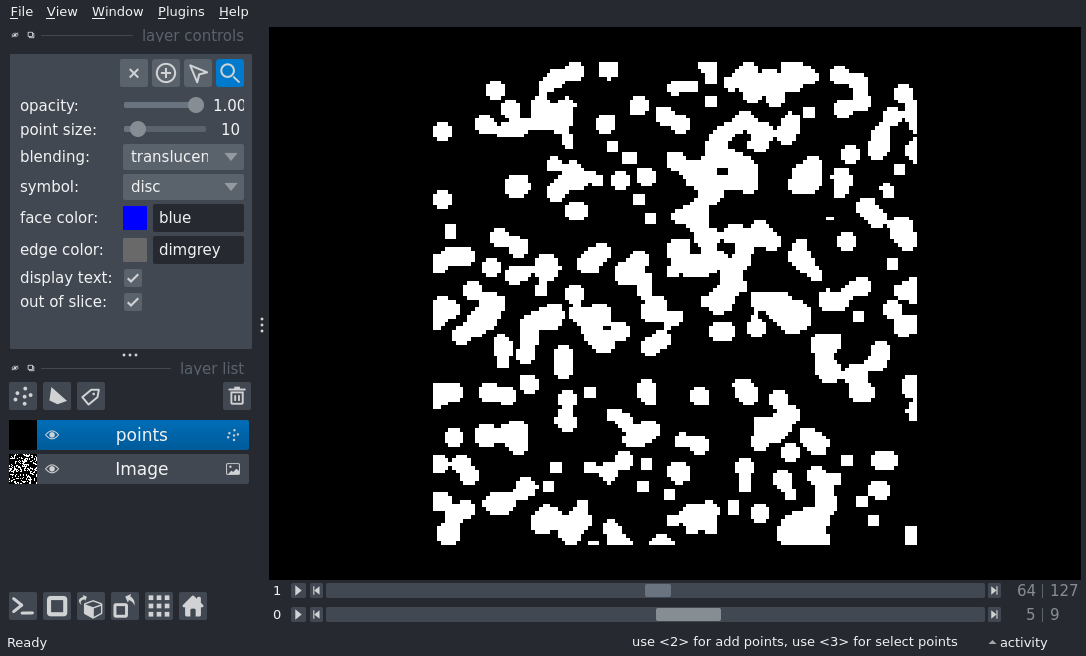 File View Window Plugins Help
layer controls
opacity: 1.00
point size: 10
blending: translucen
symbol: disc
face color: blue
edge color: dimgrey
display text:
out of slice:
layer list
points
Image
1 64 | 127
0 5 | 9
Ready use <2> for add points, use <3> for select points activity